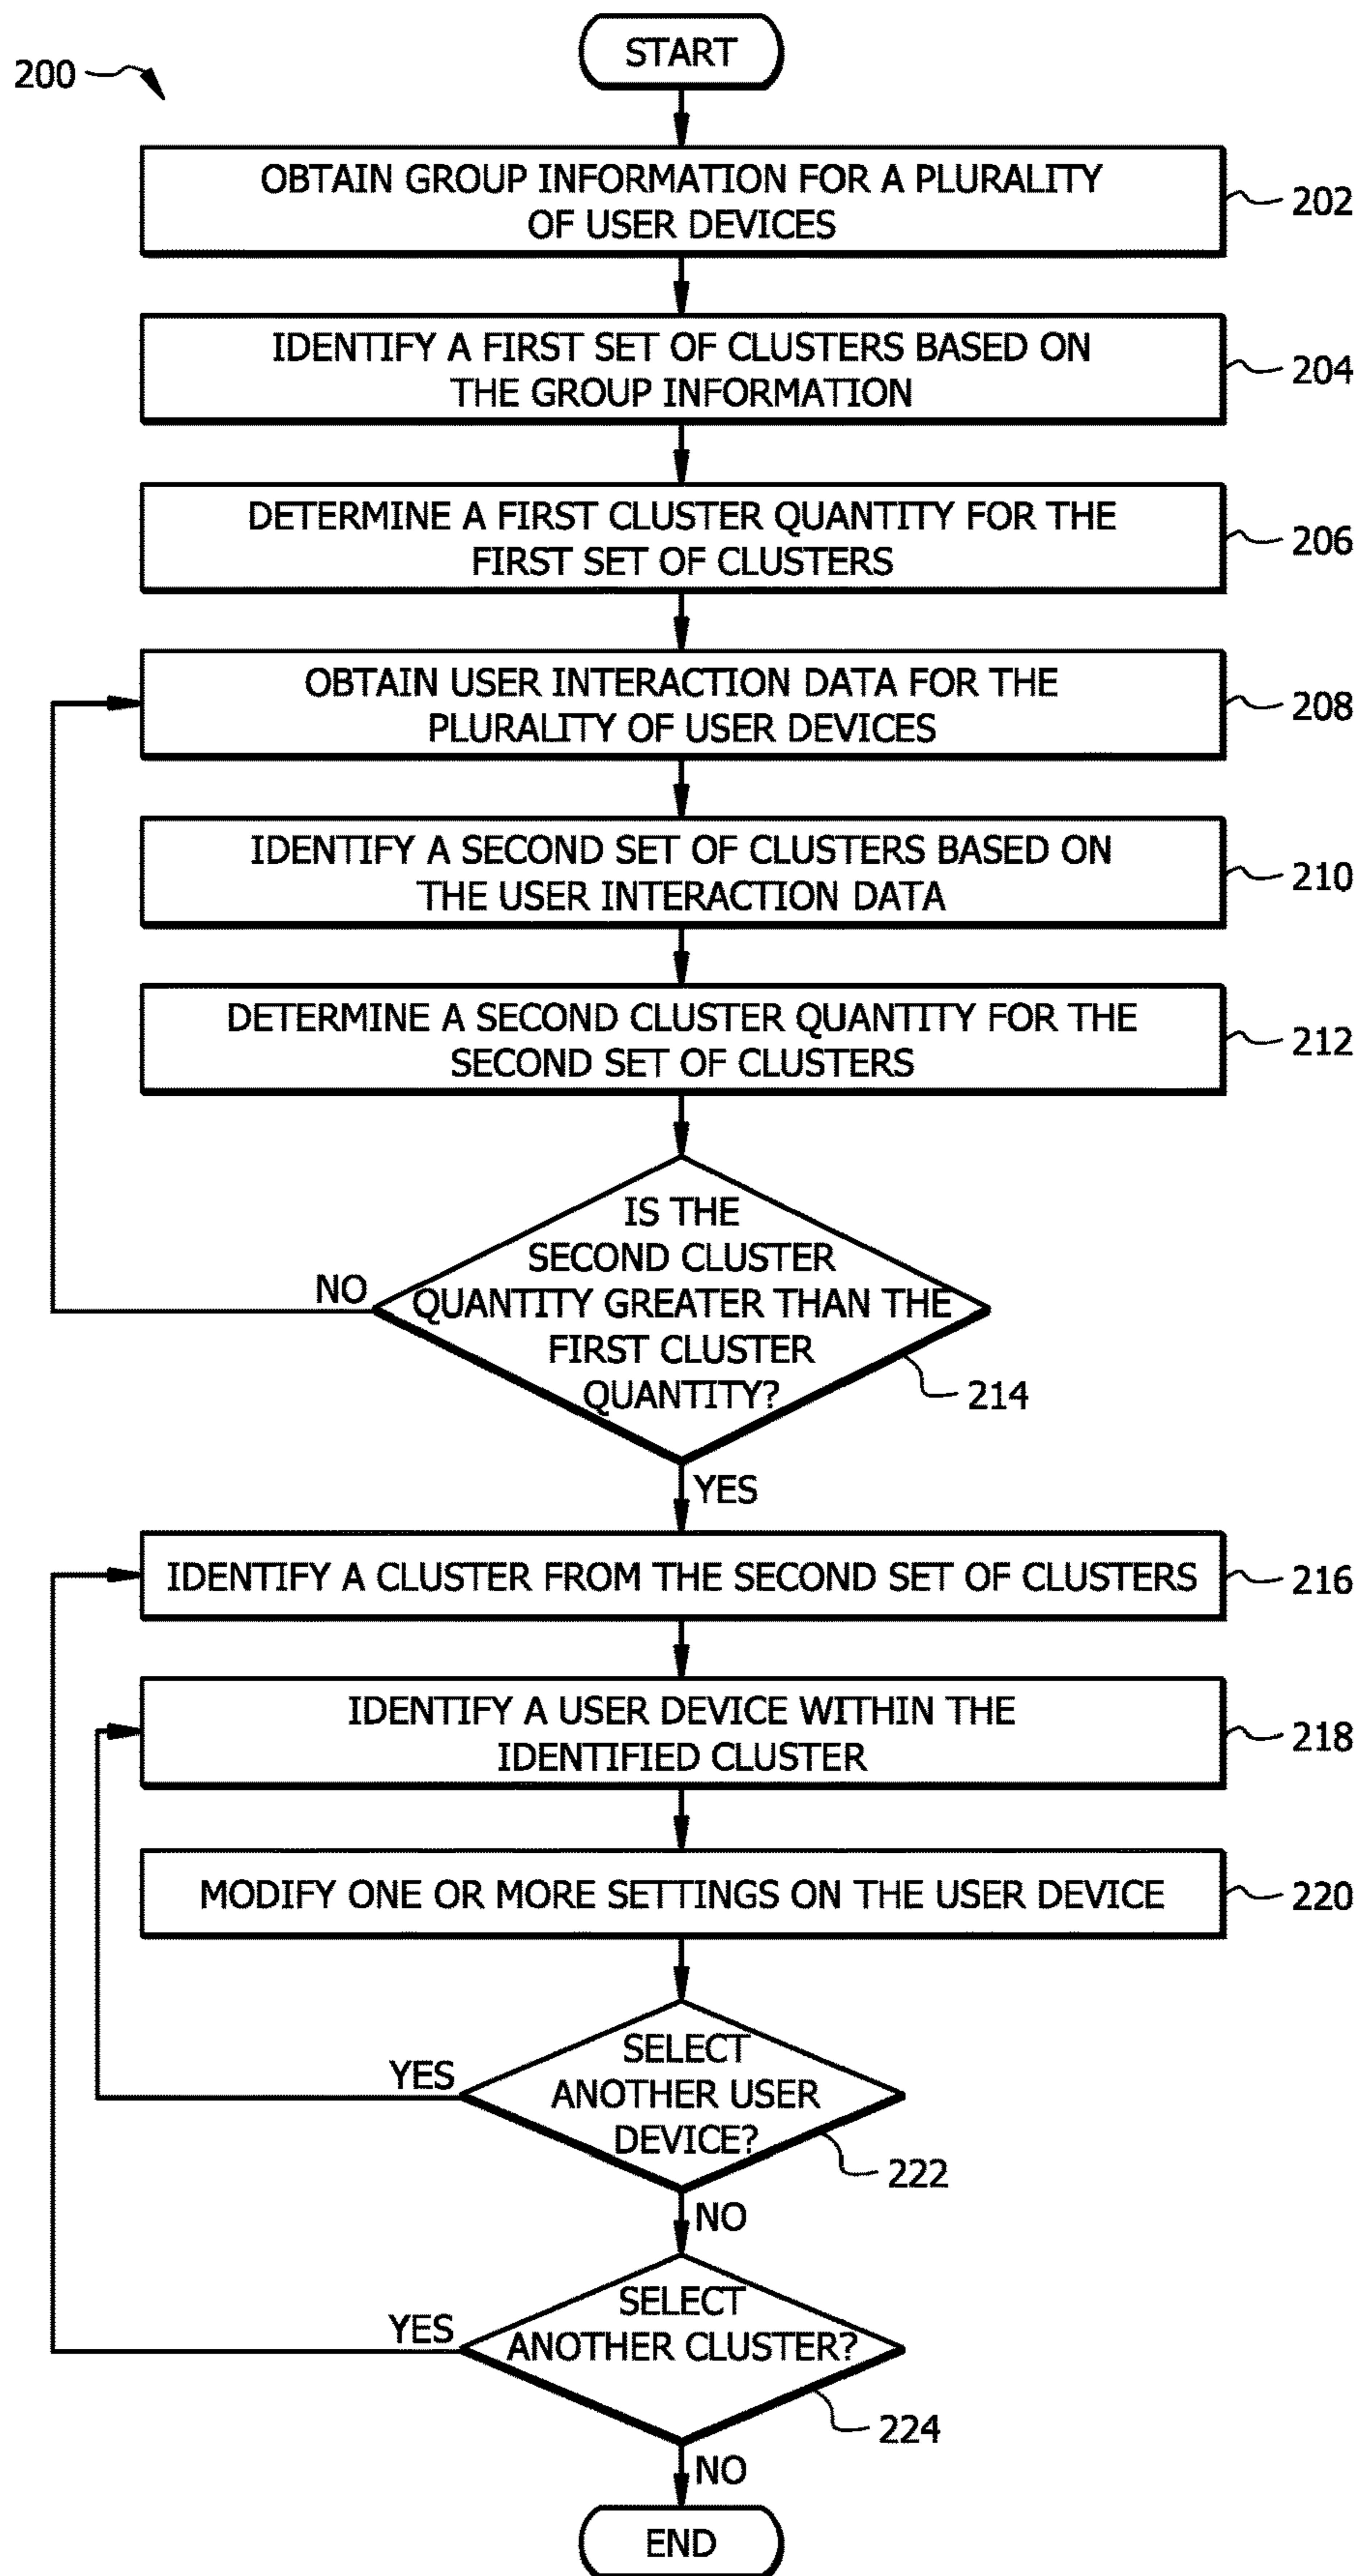 START
200
OBTAIN GROUP INFORMATION FOR A PLURALITY
OF USER DEVICES
202
IDENTIFY A FIRST SET OF CLUSTERS BASED ON
THE GROUP INFORMATION
204
DETERMINE A FIRST CLUSTER QUANTITY FOR THE
FIRST SET OF CLUSTERS
206
OBTAIN USER INTERACTION DATA FOR THE
PLURALITY OF USER DEVICES
208
IDENTIFY A SECOND SET OF CLUSTERS BASED ON
THE USER INTERACTION DATA
210
DETERMINE A SECOND CLUSTER QUANTITY FOR THE
SECOND SET OF CLUSTERS
212
IS THE
SECOND CLUSTER
QUANTITY GREATER THAN THE
FIRST CLUSTER
QUANTITY?
NO
214
YES
IDENTIFY A CLUSTER FROM THE SECOND SET OF CLUSTERS
216
IDENTIFY A USER DEVICE WITHIN THE
IDENTIFIED CLUSTER
218
MODIFY ONE OR MORE SETTINGS ON THE USER DEVICE
220
SELECT
ANOTHER USER
DEVICE?
YES
222
NO
SELECT
ANOTHER CLUSTER?
YES
224
NO
END